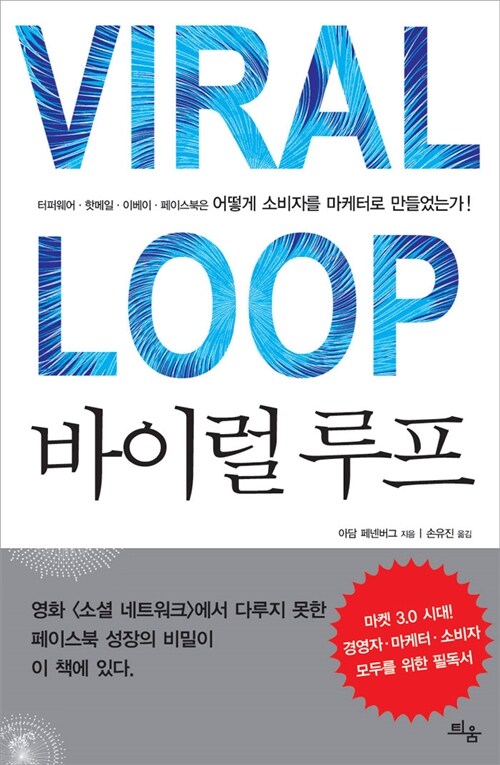 VIRAL
터퍼웨어 · 핫메일 · 이베이 · 페이스북은 어떻게 소비자를 마케터로 만들었는가!
LOOP
바이럴 루프
아담 페넨버그 지음 | 손유진 옮김
영화 〈소셜 네트워크〉에서 다루지 못한
페이스북 성장의 비밀이
이 책에 있다.
마켓 3.0 시대!
경영자 · 마케터 · 소비자
모두를 위한 필독서
틔움